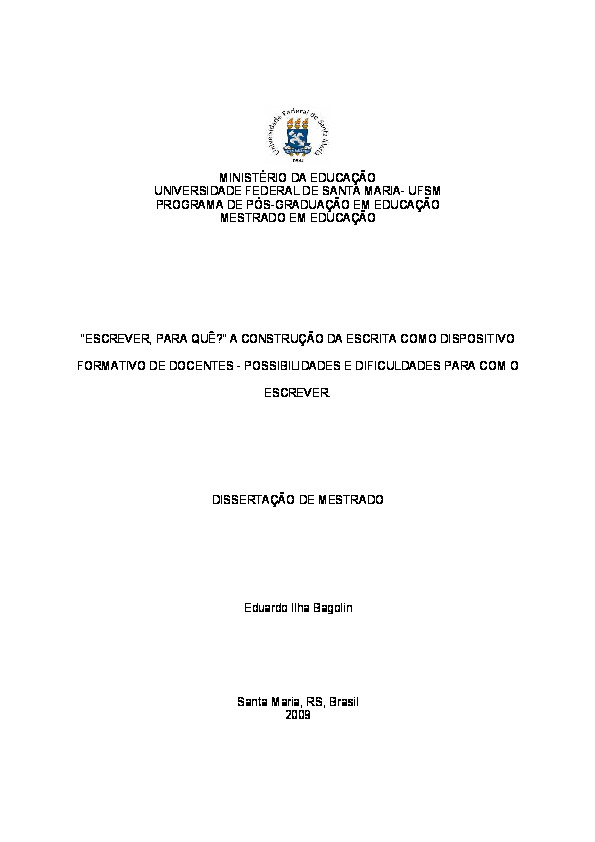 Universidade Federal de Santa Maria
1960
MINISTÉRIO DA EDUCAÇÃO
UNIVERSIDADE FEDERAL DE SANTA MARIA- UFSM
PROGRAMA DE PÓS-GRADUAÇÃO EM EDUCAÇÃO
MESTRADO EM EDUCAÇÃO
"ESCREVER, PARA QUÊ?" A CONSTRUÇÃO DA ESCRITA COMO DISPOSITIVO
FORMATIVO DE DOCENTES - POSSIBILIDADES E DIFICULDADES PARA COM O
ESCREVER.
DISSERTAÇÃO DE MESTRADO
Eduardo Ilha Bagolin
Santa Maria, RS, Brasil
2009